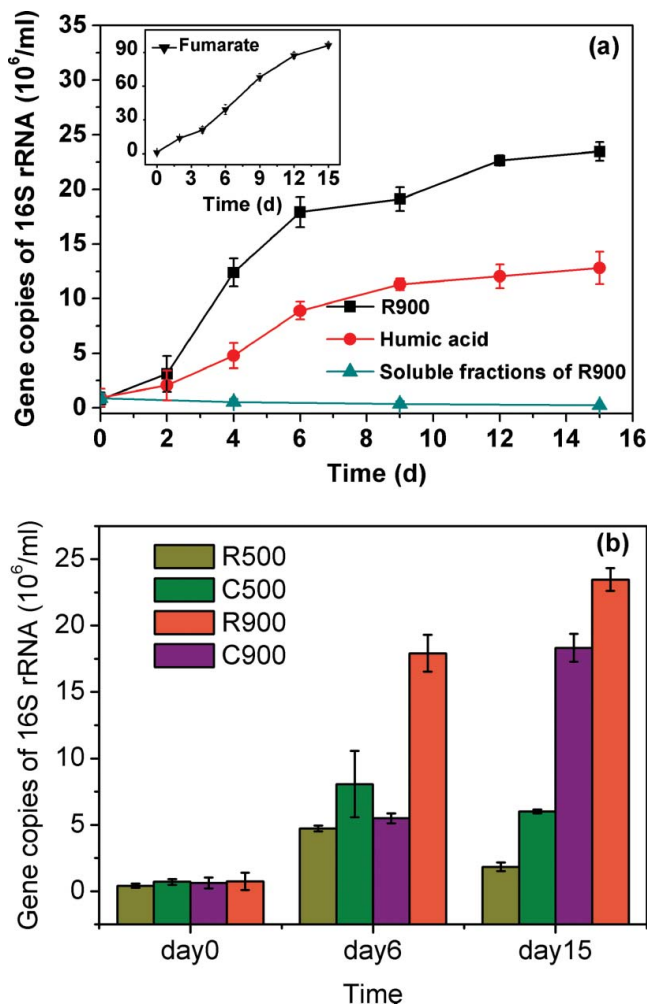 Gene copies of 16S rRNA (10⁶/ml)
35
30
25
20
15
10
5
0
(a)
Fumarate
90
60
30
0
0 3 6 9 12 15
Time (d)
R900
Humic acid
Soluble fractions of R900
0 2 4 6 8 10 12 14 16
Time (d)
Gene copies of 16S rRNA (10⁶/ml)
25
20
15
10
5
0
(b)
R500
C500
R900
C900
day0 day6 day15
Time